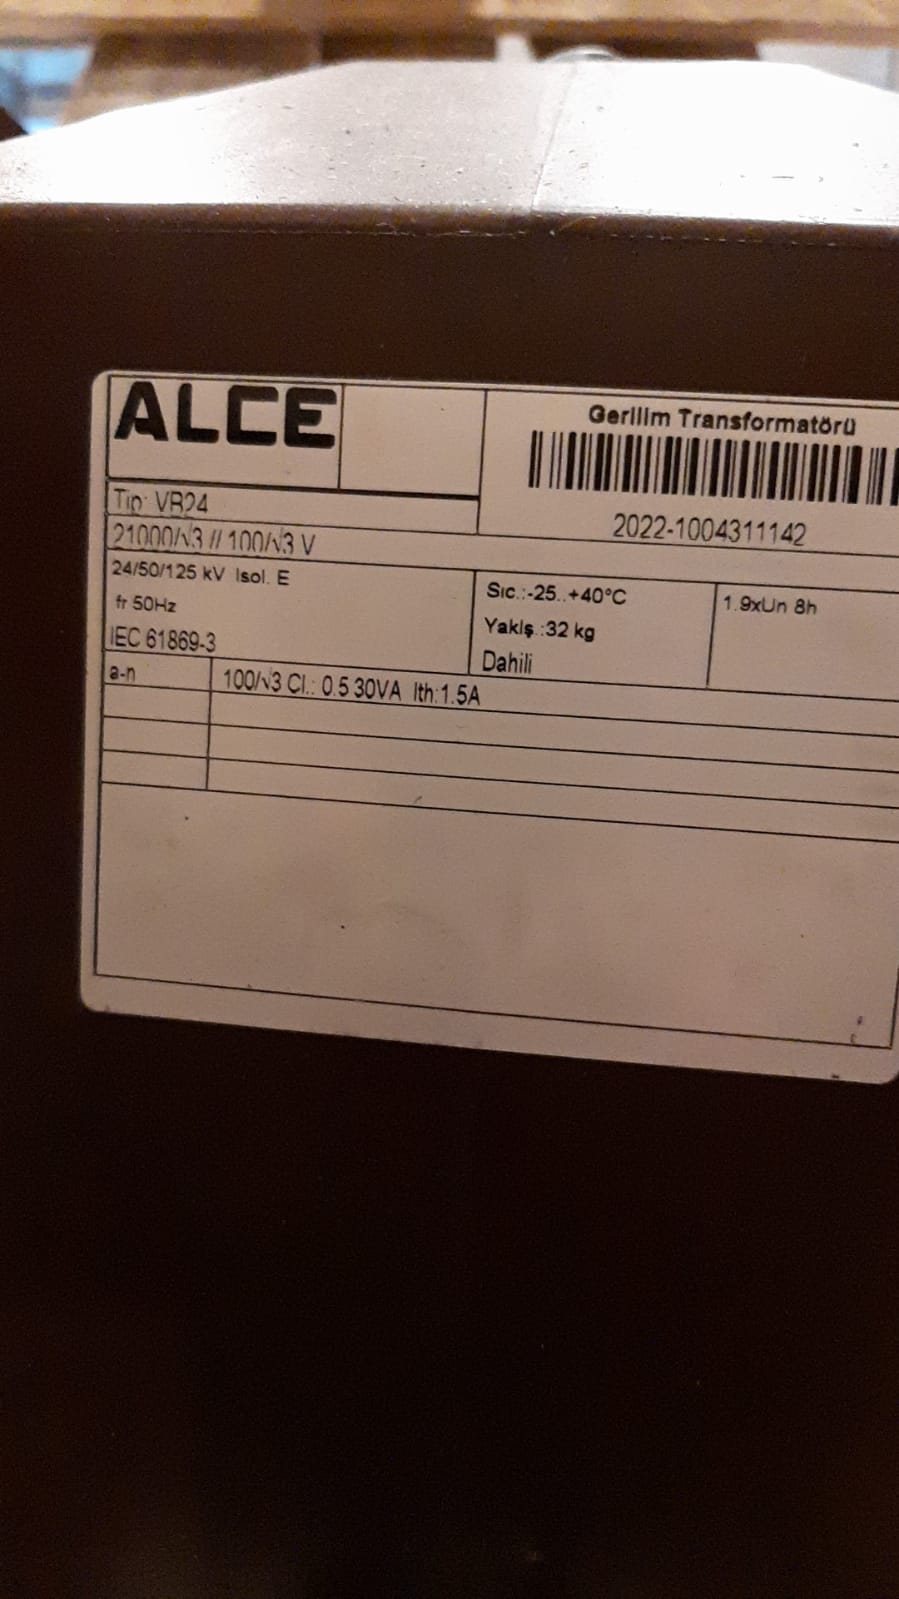 ALCE
Gerilim Transformatörü
2022-1004311142
Tip: VB24
21000/√3 // 100/√3 V
24/50/125 kV Isol. E
fr 50Hz
IEC 61869-3
Sıc.:-25..+40°C
Yaklş.:32 kg
Dahili
1.9xUn 8h
a-n 100/√3 Cl.: 0.5 30VA Ith:1.5A